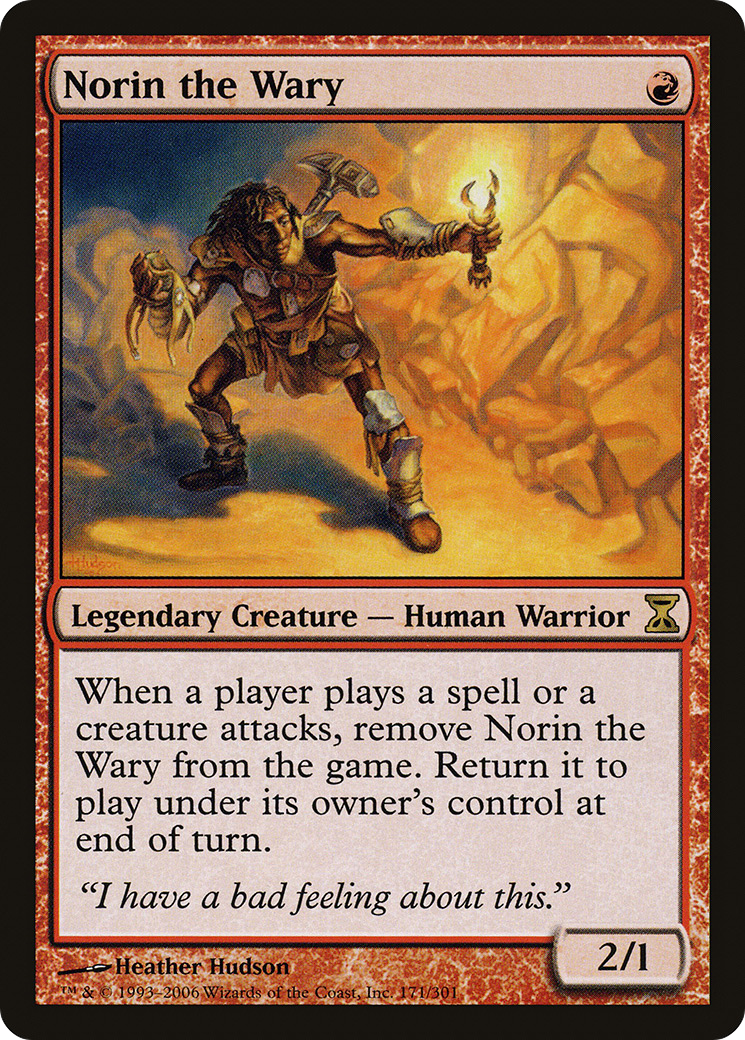 Norin the Wary
HHudson
Legendary Creature — Human Warrior
When a player plays a spell or a
creature attacks, remove Norin the
Wary from the game. Return it to
play under its owner's control at
end of turn.
“I have a bad feeling about this.”
2/1
Heather Hudson
™ & © 1993–2006 Wizards of the Coast, Inc. 171/301